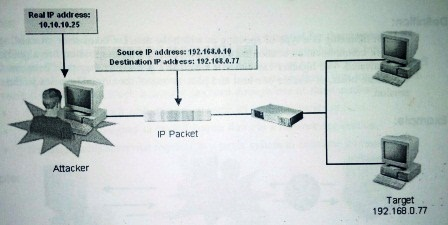 Real IP address:
10.10.10.25
Source IP address: 192.168.0.10
Destination IP address: 192.168.0.77
IP Packet
Attacker
Target
192.168.0.77